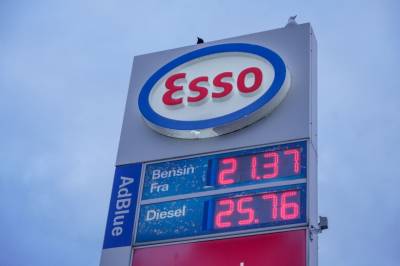 Esso
Bensin 21.37
Fra
Diesel 25.76
AdBlue